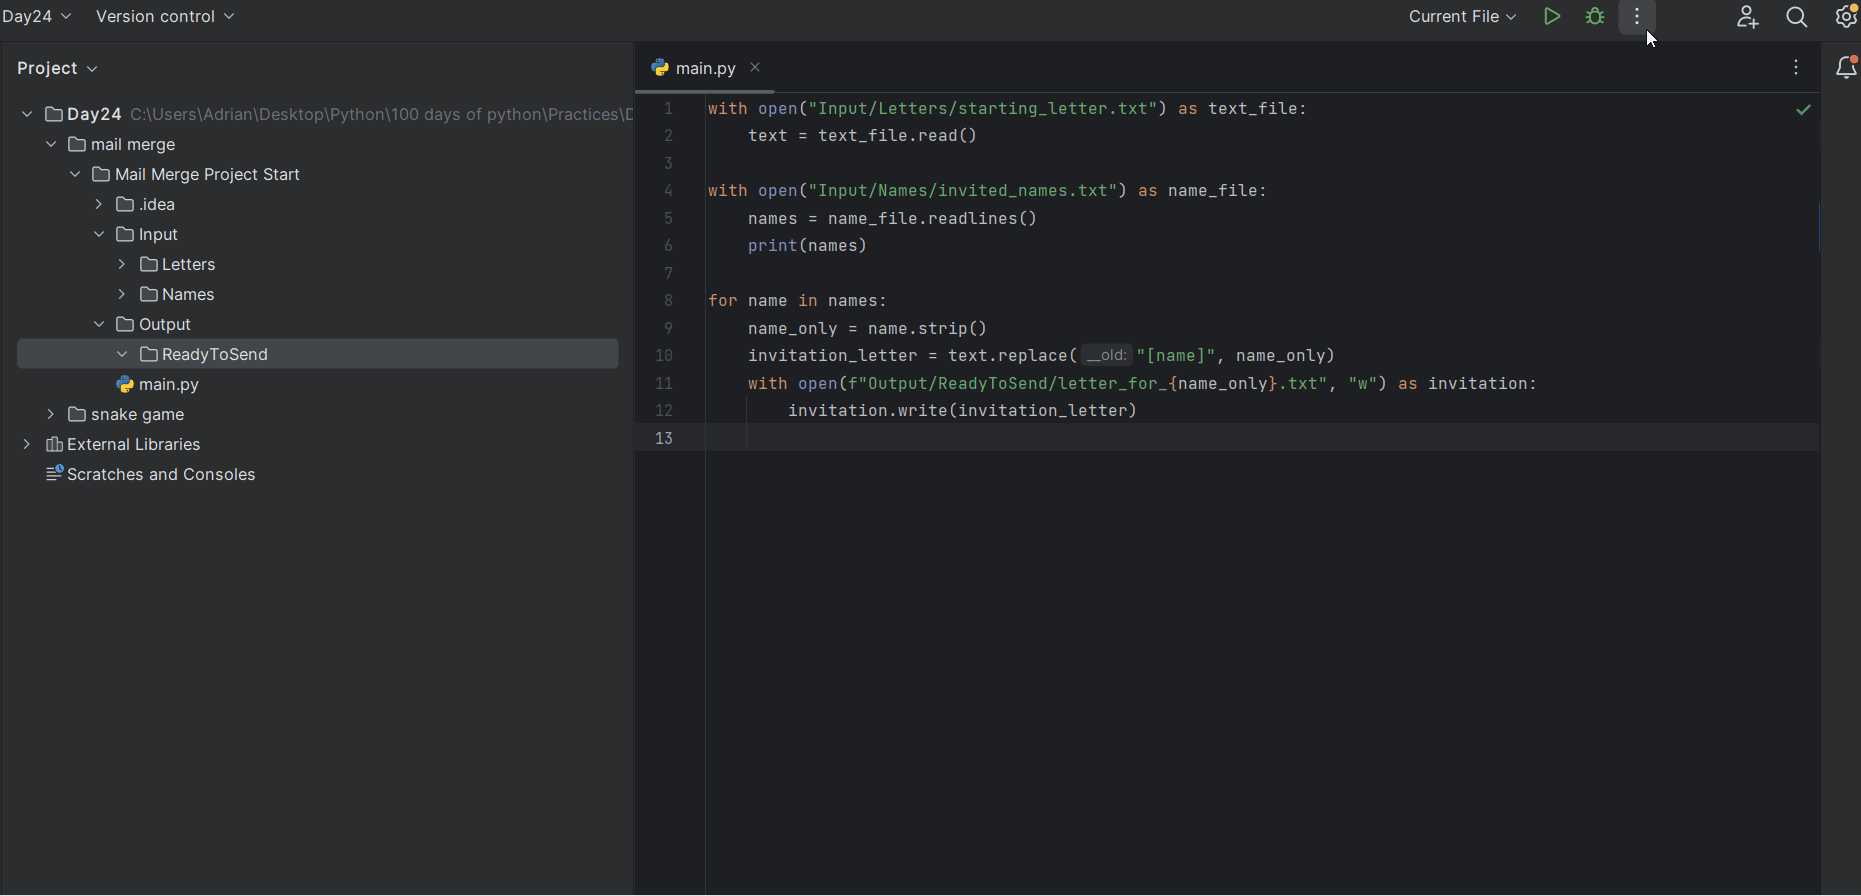 Day24 Version control Current File
Project
main.py
Day24 C:\Users\Adrian\Desktop\Python\100 days of python\Practices\
mail merge
Mail Merge Project Start
.idea
Input
Letters
Names
Output
ReadyToSend
main.py
snake game
External Libraries
Scratches and Consoles
1 with open("Input/Letters/starting_letter.txt") as text_file:
2 text = text_file.read()
3
4 with open("Input/Names/invited_names.txt") as name_file:
5 names = name_file.readlines()
6 print(names)
7
8 for name in names:
9 name_only = name.strip()
10 invitation_letter = text.replace( __old: "[name]", name_only)
11 with open(f"Output/ReadyToSend/letter_for_{name_only}.txt", "w") as invitation:
12 invitation.write(invitation_letter)
13